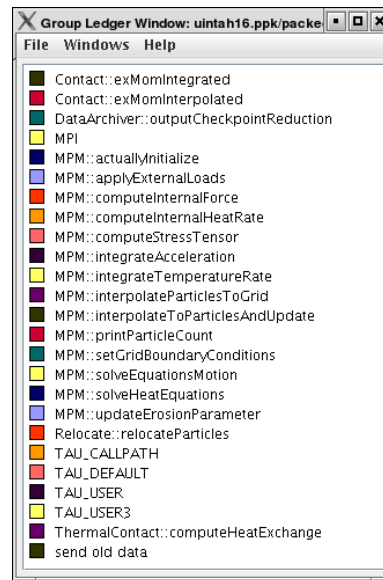 Group Ledger Window: uintah16.ppk/packe
File Windows Help
Contact::exMomIntegrated
Contact::exMomInterpolated
DataArchiver::outputCheckpointReduction
MPI
MPM::actuallyInitialize
MPM::applyExternalLoads
MPM::computeInternalForce
MPM::computeInternalHeatRate
MPM::computeStressTensor
MPM::integrateAcceleration
MPM::integrateTemperatureRate
MPM::interpolateParticlesToGrid
MPM::interpolateToParticlesAndUpdate
MPM::printParticleCount
MPM::setGridBoundaryConditions
MPM::solveEquationsMotion
MPM::solveHeatEquations
MPM::updateErosionParameter
Relocate::relocateParticles
TAU_CALLPATH
TAU_DEFAULT
TAU_USER
TAU_USER3
ThermalContact::computeHeatExchange
send old data